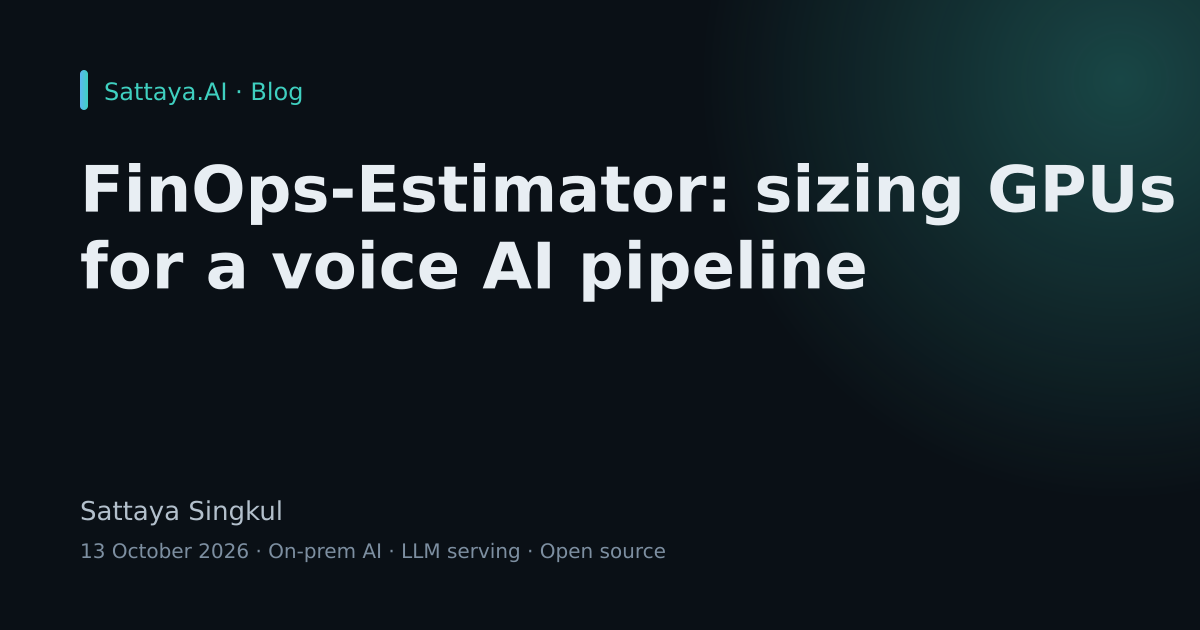 Sattaya.AI · Blog
FinOps-Estimator: sizing GPUs
for a voice AI pipeline
Sattaya Singkul
13 October 2026 · On-prem AI · LLM serving · Open source